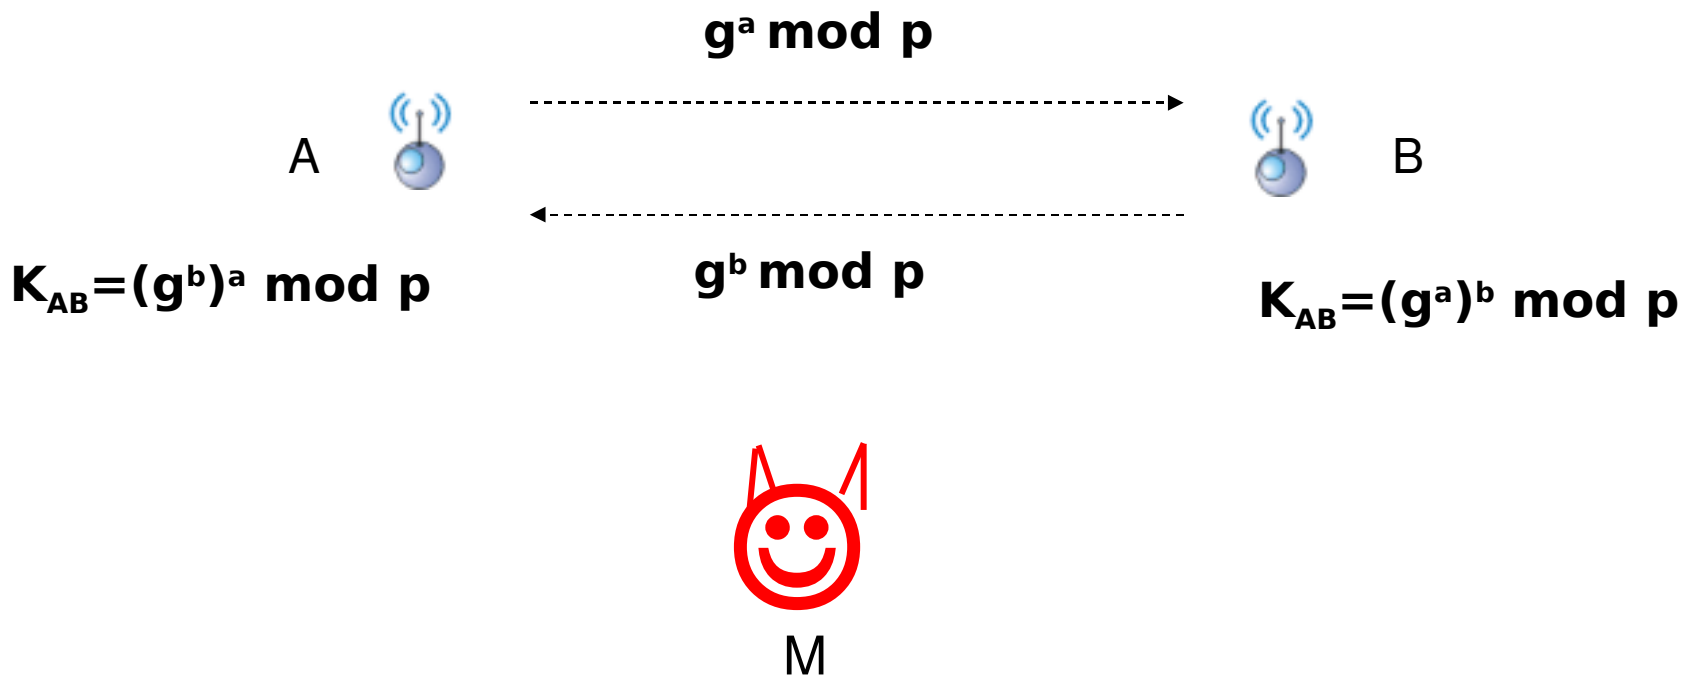 gᵃ mod p
A
B
gᵇ mod p
K_AB=(gᵇ)ᵃ mod p
K_AB=(gᵃ)ᵇ mod p
M